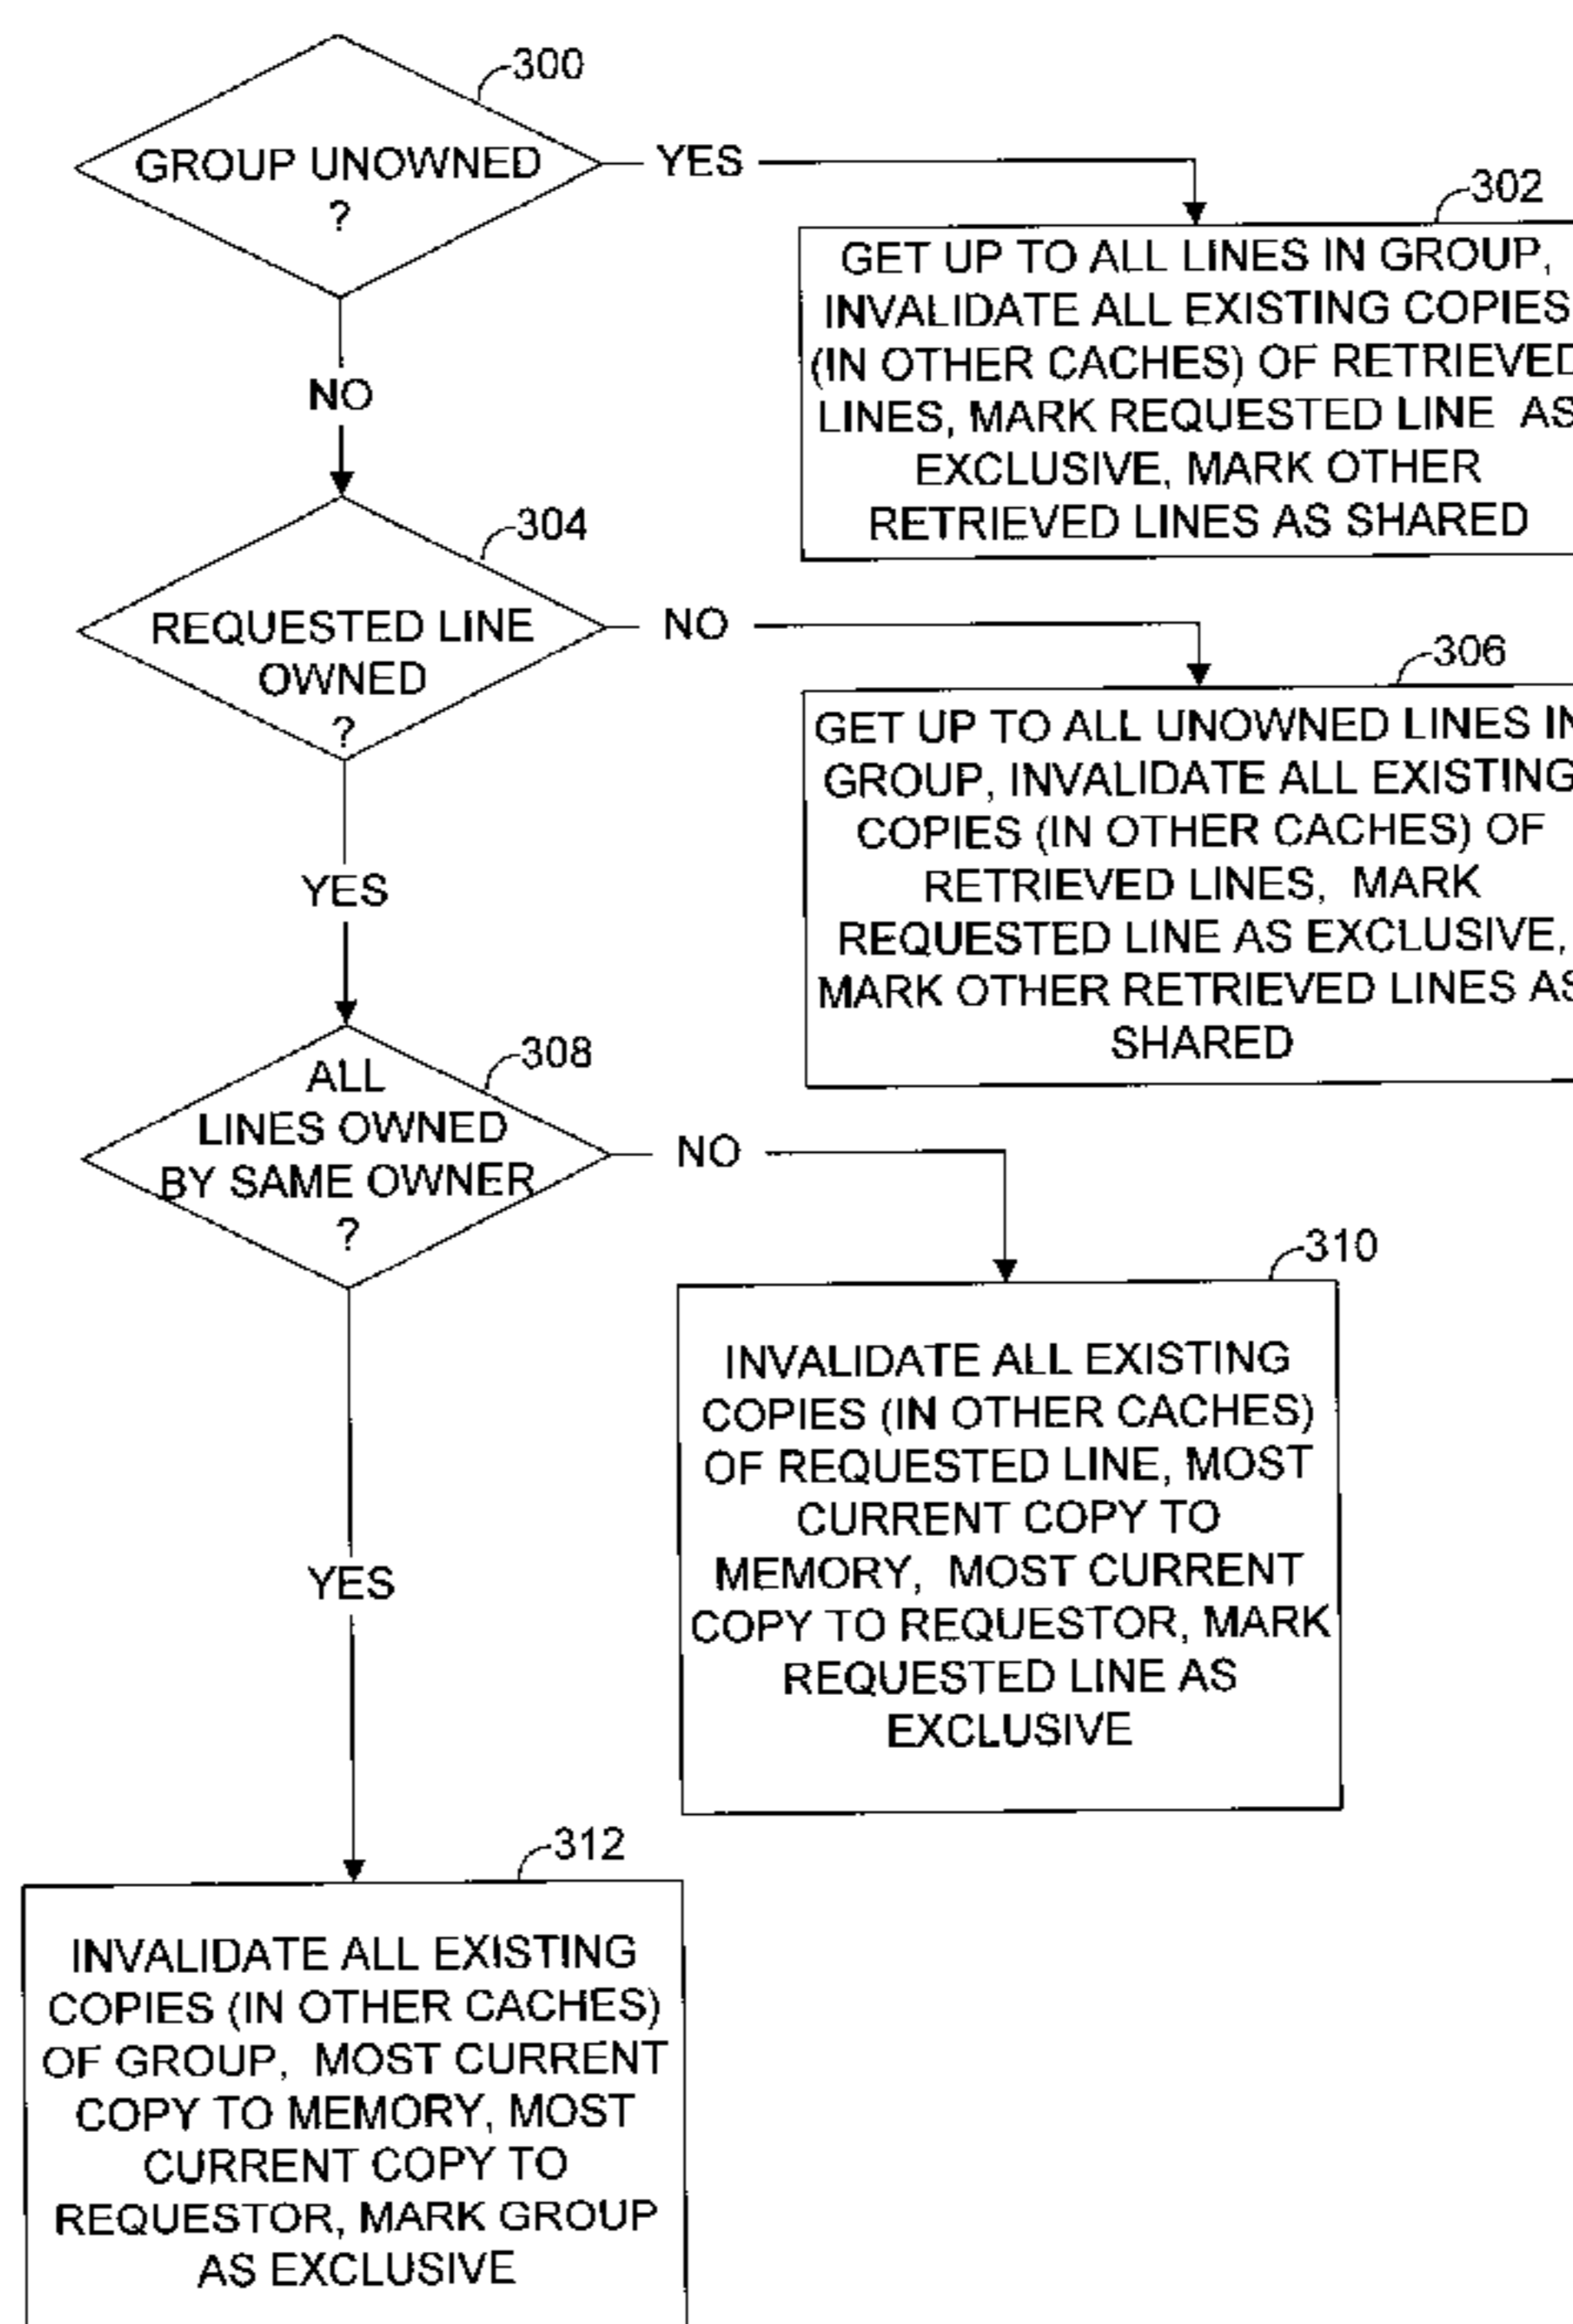 300
GROUP UNOWNED
?
YES
302
GET UP TO ALL LINES IN GROUP,
INVALIDATE ALL EXISTING COPIES
(IN OTHER CACHES) OF RETRIEVED
LINES, MARK REQUESTED LINE AS
EXCLUSIVE, MARK OTHER
RETRIEVED LINES AS SHARED
NO
304
REQUESTED LINE
OWNED
?
NO
306
GET UP TO ALL UNOWNED LINES IN
GROUP, INVALIDATE ALL EXISTING
COPIES (IN OTHER CACHES) OF
RETRIEVED LINES, MARK
REQUESTED LINE AS EXCLUSIVE,
MARK OTHER RETRIEVED LINES AS
SHARED
YES
308
ALL
LINES OWNED
BY SAME OWNER
?
NO
310
INVALIDATE ALL EXISTING
COPIES (IN OTHER CACHES)
OF REQUESTED LINE, MOST
CURRENT COPY TO
MEMORY, MOST CURRENT
COPY TO REQUESTOR, MARK
REQUESTED LINE AS
EXCLUSIVE
YES
312
INVALIDATE ALL EXISTING
COPIES (IN OTHER CACHES)
OF GROUP, MOST CURRENT
COPY TO MEMORY, MOST
CURRENT COPY TO
REQUESTOR, MARK GROUP
AS EXCLUSIVE